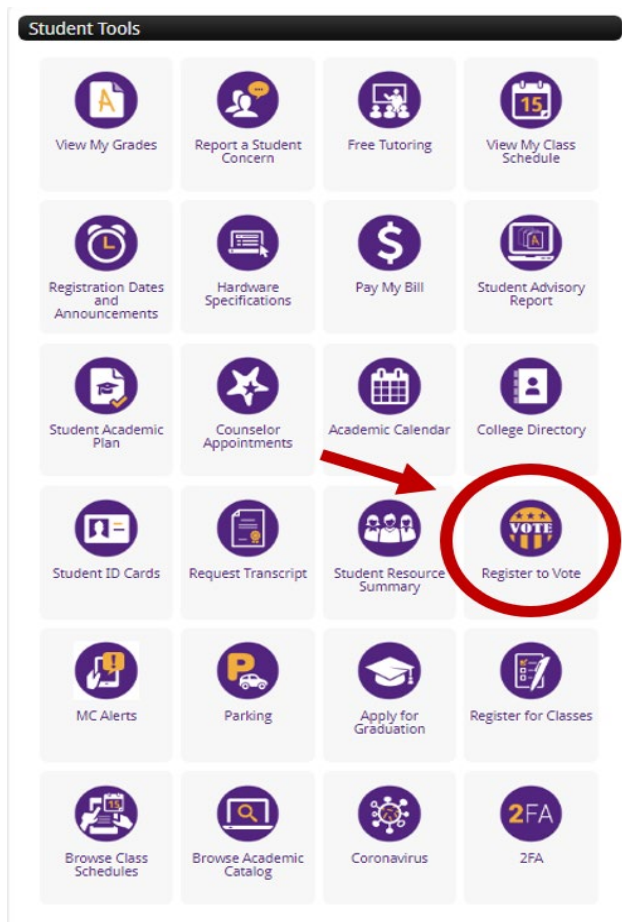 Student Tools
A
15
View My Grades
Report a Student
Concern
Free Tutoring
View My Class
Schedule
A
$
Registration Dates
and
Announcements
Hardware
Specifications
Pay My Bill
Student Advisory
Report
Student Academic
Plan
Counselor
Appointments
Academic Calendar
College Directory
VOTE
Student ID Cards
Request Transcript
Student Resource
Summary
Register to Vote
!
P
MC Alerts
Parking
Apply for
Graduation
Register for Classes
15
2FA
Browse Class
Schedules
Browse Academic
Catalog
Coronavirus
2FA